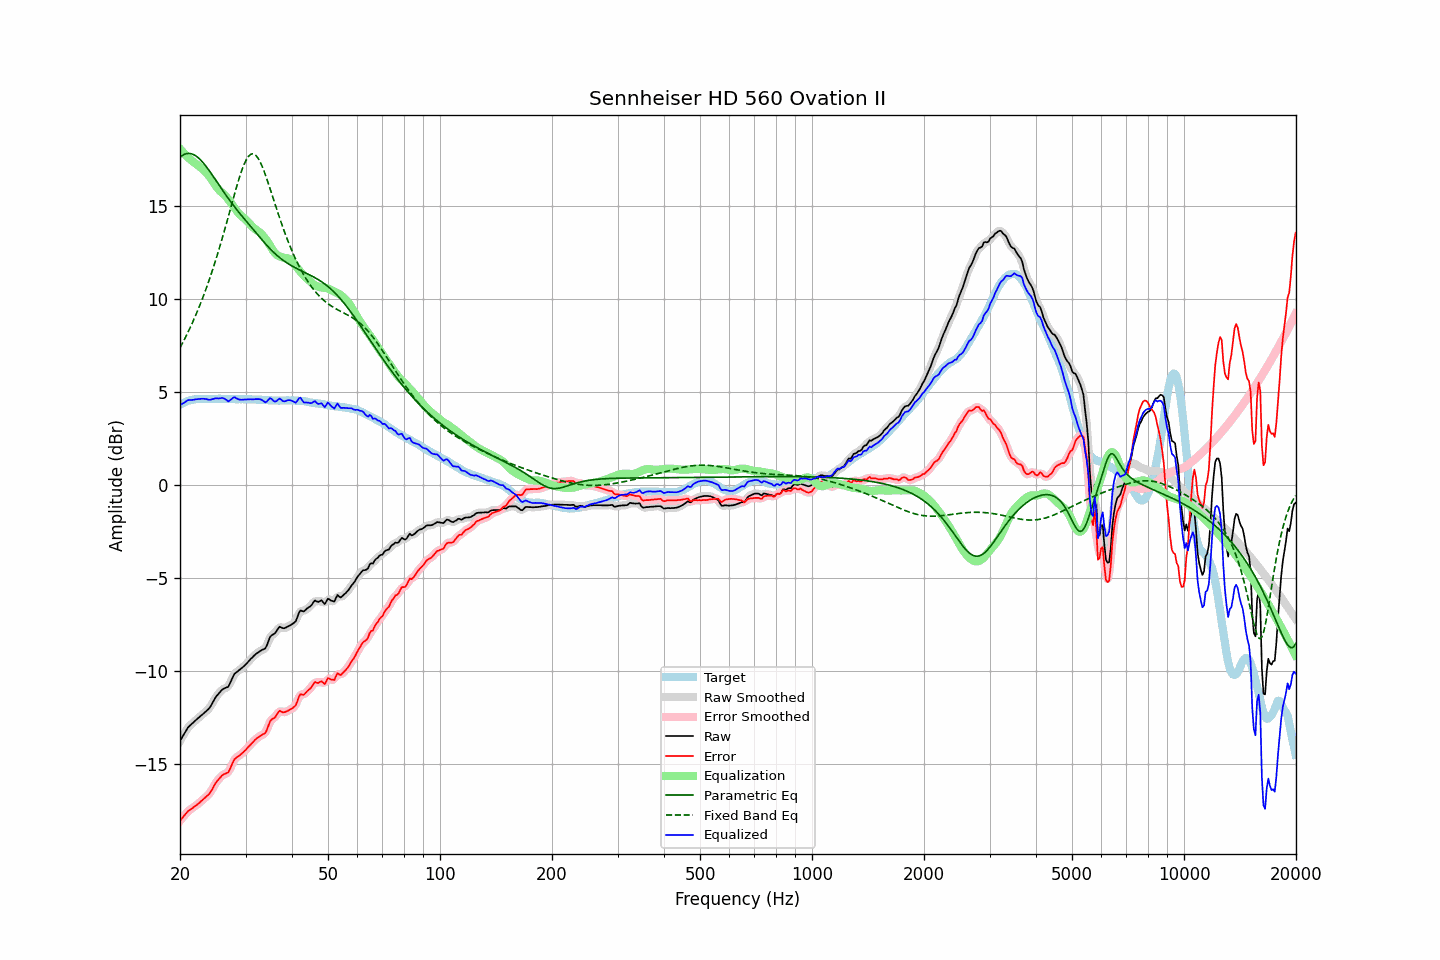 Sennheiser HD 560 Ovation II
Amplitude (dBr)
15
10
5
0
−5
−10
−15
Target
Raw Smoothed
Error Smoothed
Raw
Error
Equalization
Parametric Eq
Fixed Band Eq
Equalized
20 50 100 200 500 1000 2000 5000 10000 20000
Frequency (Hz)